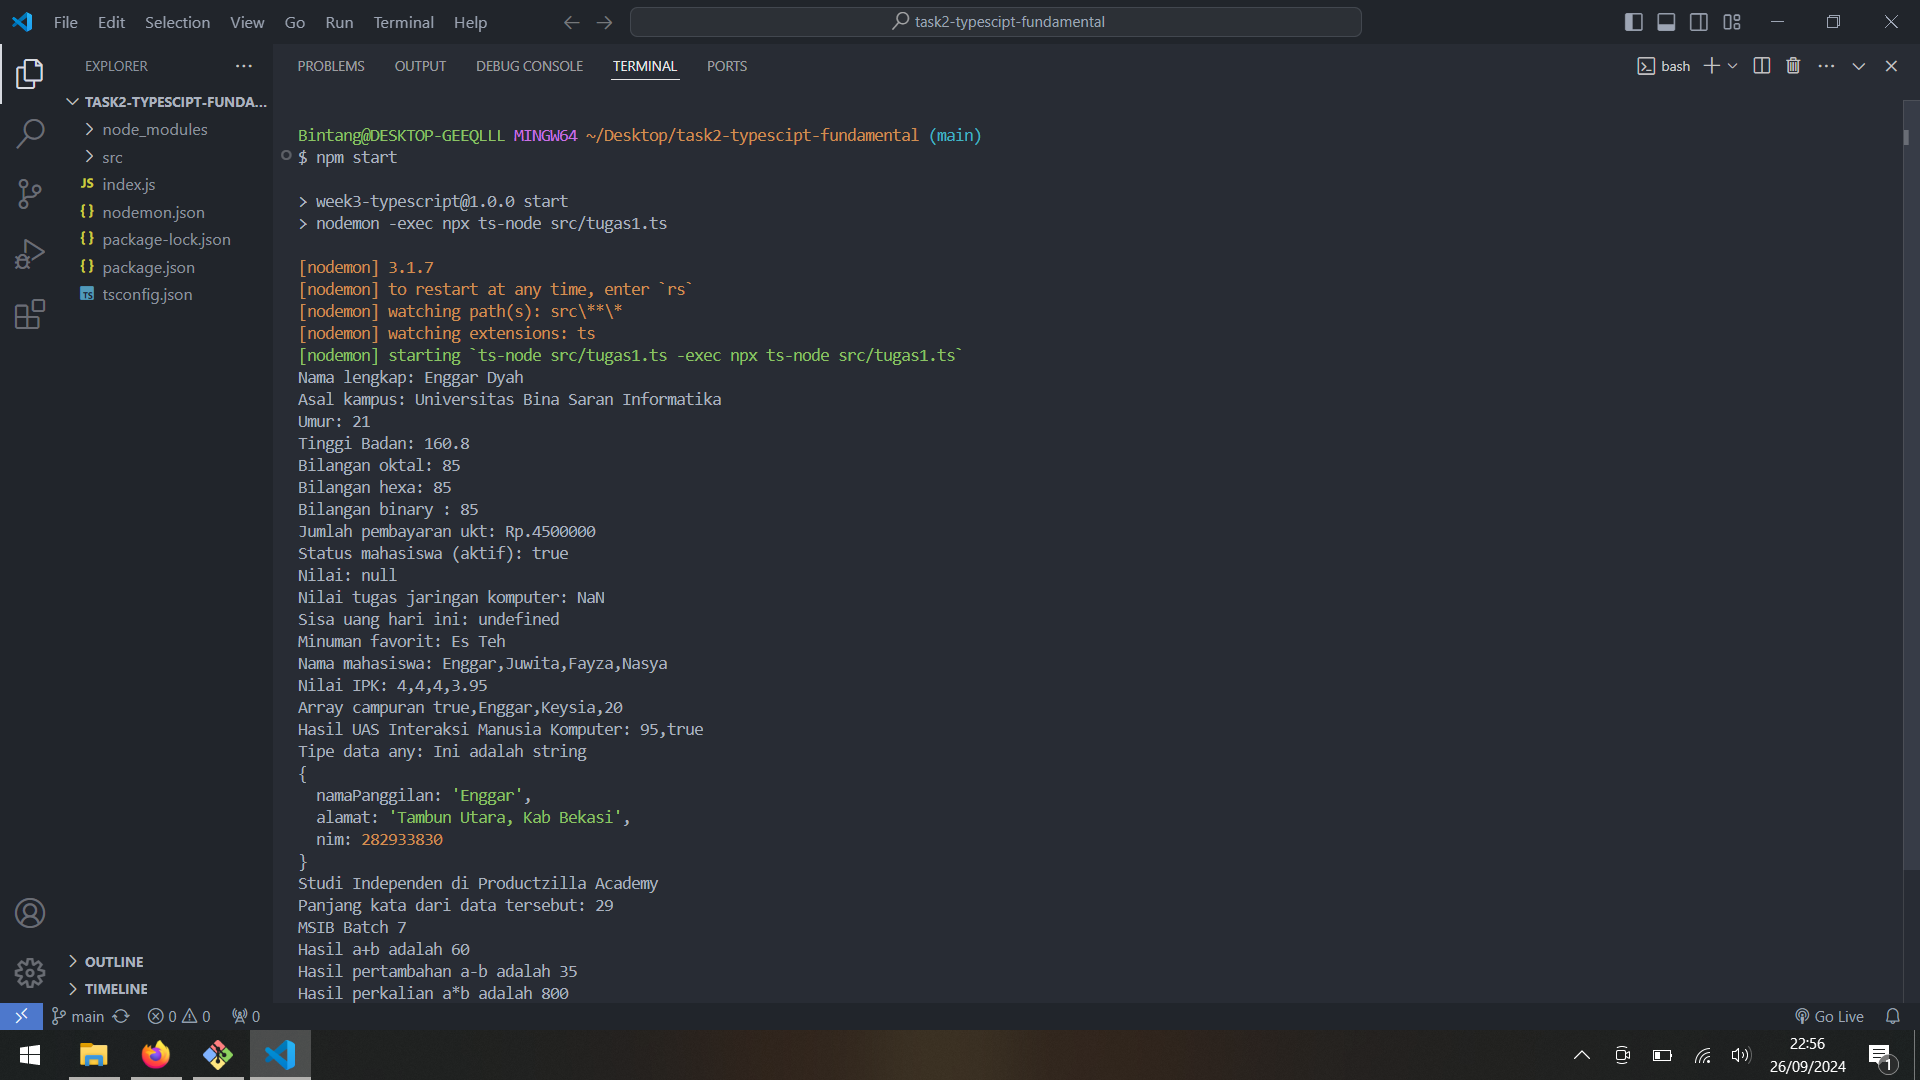 File Edit Selection View Go Run Terminal Help
task2-typescipt-fundamental
EXPLORER
TASK2-TYPESCIPT-FUNDA...
node_modules
src
JS index.js
{} nodemon.json
{} package-lock.json
{} package.json
TS tsconfig.json
OUTLINE
TIMELINE
PROBLEMS OUTPUT DEBUG CONSOLE TERMINAL PORTS
bash
Bintang@DESKTOP-GEEQLLL MINGW64 ~/Desktop/task2-typescipt-fundamental (main)
$ npm start
> week3-typescript@1.0.0 start
> nodemon -exec npx ts-node src/tugas1.ts
[nodemon] 3.1.7
[nodemon] to restart at any time, enter `rs`
[nodemon] watching path(s): src\**\*
[nodemon] watching extensions: ts
[nodemon] starting `ts-node src/tugas1.ts -exec npx ts-node src/tugas1.ts`
Nama lengkap: Enggar Dyah
Asal kampus: Universitas Bina Saran Informatika
Umur: 21
Tinggi Badan: 160.8
Bilangan oktal: 85
Bilangan hexa: 85
Bilangan binary : 85
Jumlah pembayaran ukt: Rp.4500000
Status mahasiswa (aktif): true
Nilai: null
Nilai tugas jaringan komputer: NaN
Sisa uang hari ini: undefined
Minuman favorit: Es Teh
Nama mahasiswa: Enggar,Juwita,Fayza,Nasya
Nilai IPK: 4,4,4,3.95
Array campuran true,Enggar,Keysia,20
Hasil UAS Interaksi Manusia Komputer: 95,true
Tipe data any: Ini adalah string
{
namaPanggilan: 'Enggar',
alamat: 'Tambun Utara, Kab Bekasi',
nim: 282933830
}
Studi Independen di Productzilla Academy
Panjang kata dari data tersebut: 29
MSIB Batch 7
Hasil a+b adalah 60
Hasil pertambahan a-b adalah 35
Hasil perkalian a*b adalah 800
main 0 0 0
Go Live
22:56
26/09/2024
1